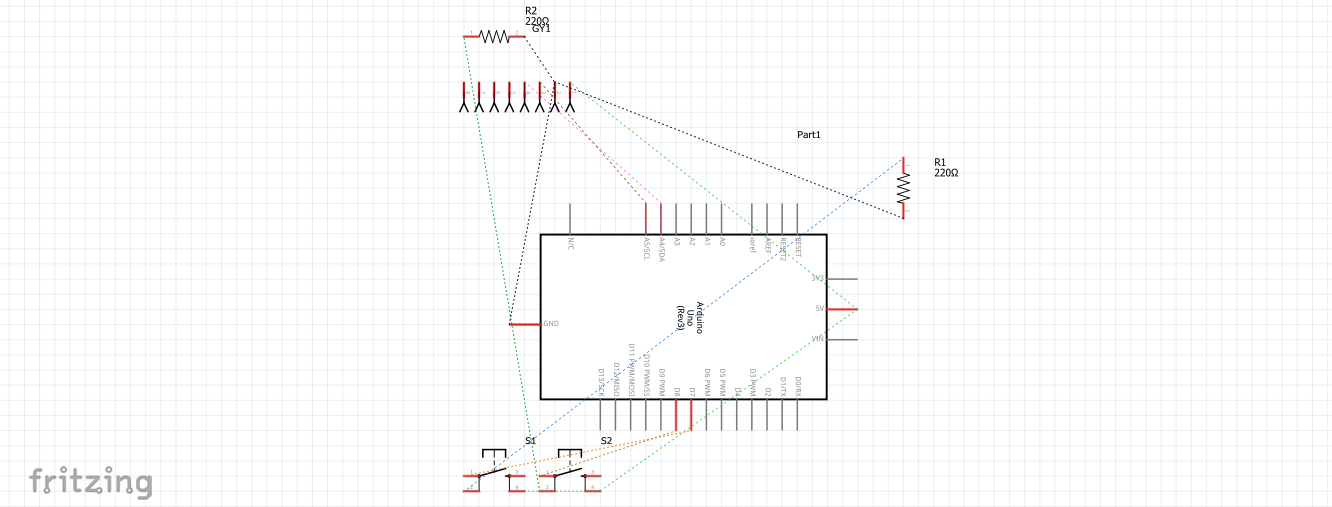 R2
220Ω
GY1
Part1
R1
220Ω
N/C
A5/SCL
A4/SDA
A3
A2
A1
A0
ioref
AREF
RESET2
RESET
3V3
5V
VIN
GND
Arduino
Uno
(Rev3)
D13/SCK
D12/MISO
D11 PWM/MOSI
D10 PWM/SS
D9 PWM
D8
D7
D6 PWM
D5 PWM
D4
D3 PWM
D2
D1/TX
D0/RX
S1
S2
fritzing